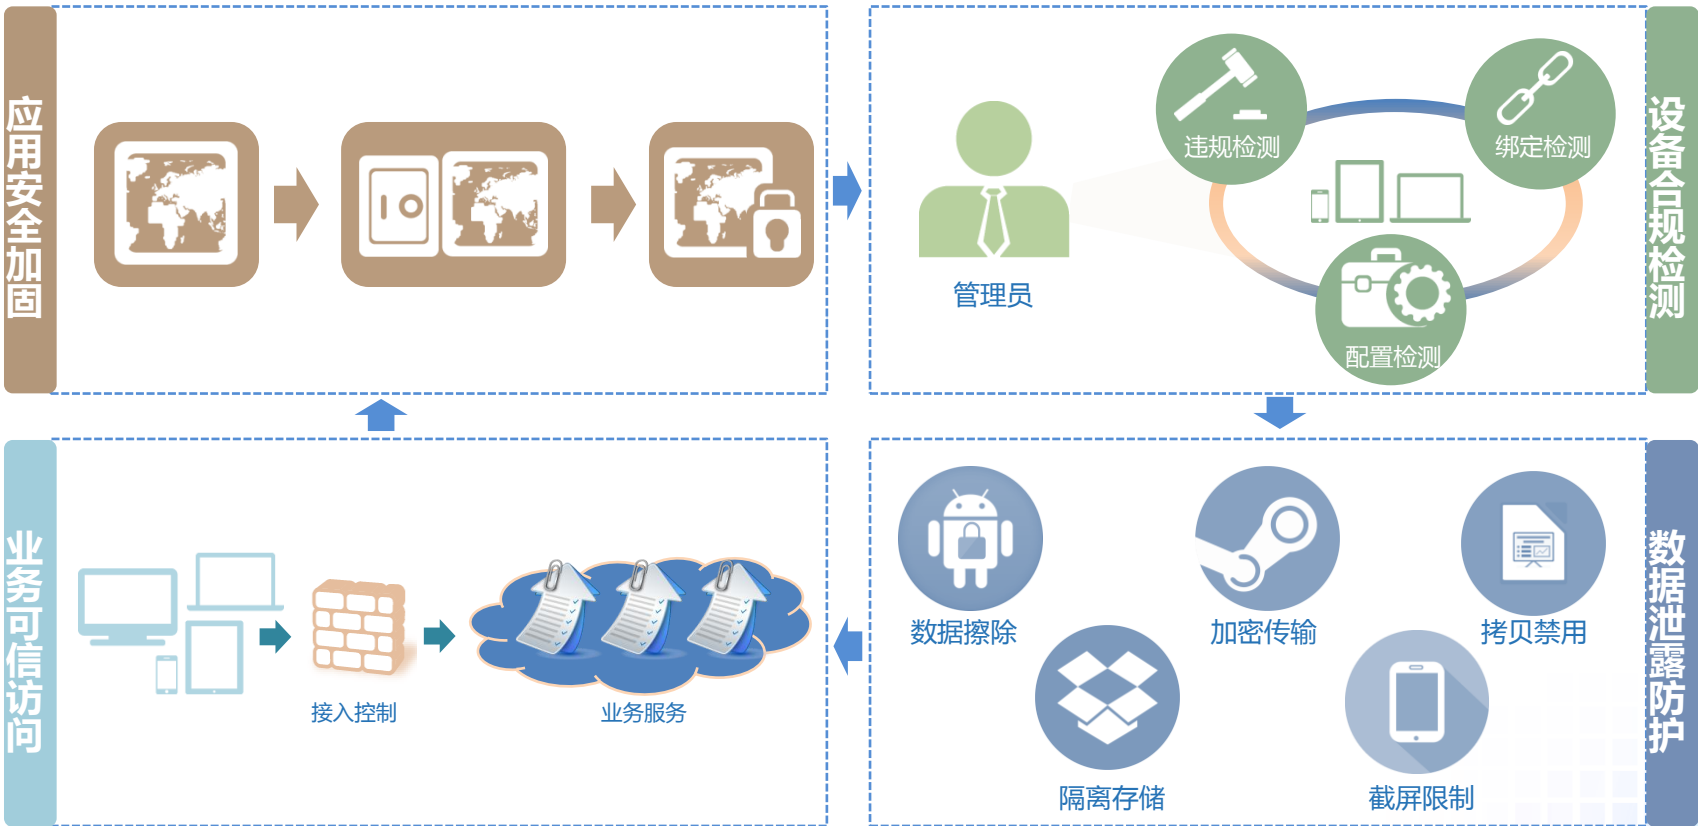 应用安全加固
违规检测
绑定检测
配置检测
管理员
设备合规检测
业务可信访问
接入控制
业务服务
数据擦除
加密传输
拷贝禁用
隔离存储
截屏限制
数据泄露防护